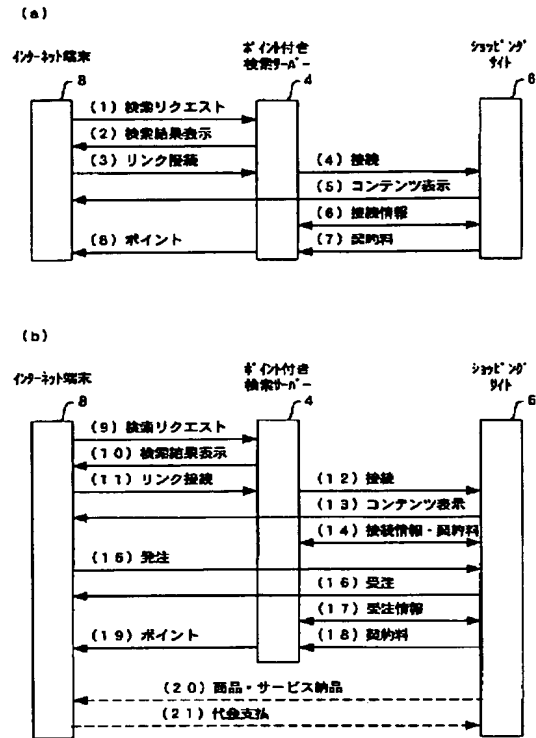 (a)
インターネット端末
ポイント付き
検索サーバー
ショッピング
サイト
8
4
6
(1) 検索リクエスト
(2) 検索結果表示
(3) リンク接続
(4) 接続
(5) コンテンツ表示
(6) 接続情報
(7) 契約料
(8) ポイント
(b)
インターネット端末
ポイント付き
検索サーバー
ショッピング
サイト
8
4
6
(9) 検索リクエスト
(10) 検索結果表示
(11) リンク接続
(12) 接続
(13) コンテンツ表示
(14) 接続情報・契約料
(15) 発注
(16) 受注
(17) 受注情報
(18) 契約料
(19) ポイント
(20) 商品・サービス納品
(21) 代金支払